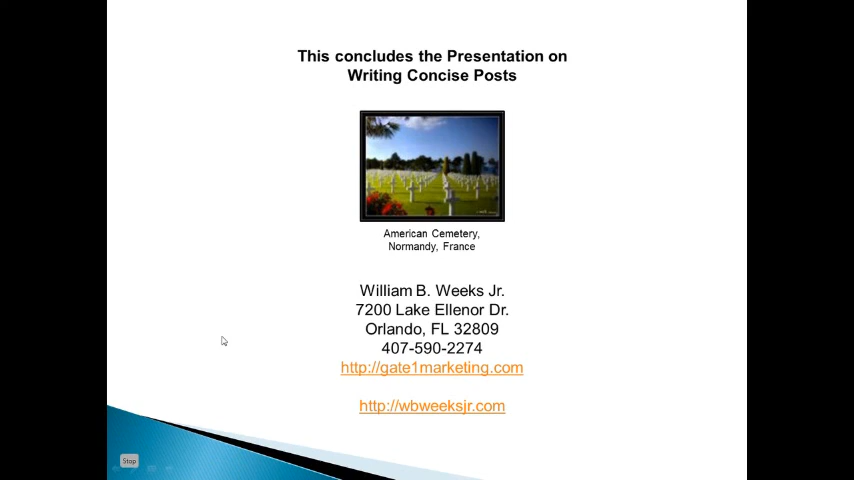 This concludes the Presentation on
Writing Concise Posts
American Cemetery,
Normandy, France
William B. Weeks Jr.
7200 Lake Ellenor Dr.
Orlando, FL 32809
407-590-2274
http://gate1marketing.com
http://wbweeksjr.com
Stop